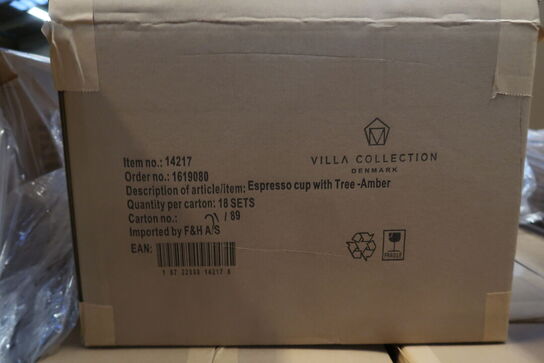 VILLA COLLECTION
DENMARK
Item no.: 14217
Order no.: 1619080
Description of article/item: Espresso cup with Tree -Amber
Quantity per carton: 18 SETS
Carton no.: / 89
Imported by F&H A/S
EAN:
FRAGILE